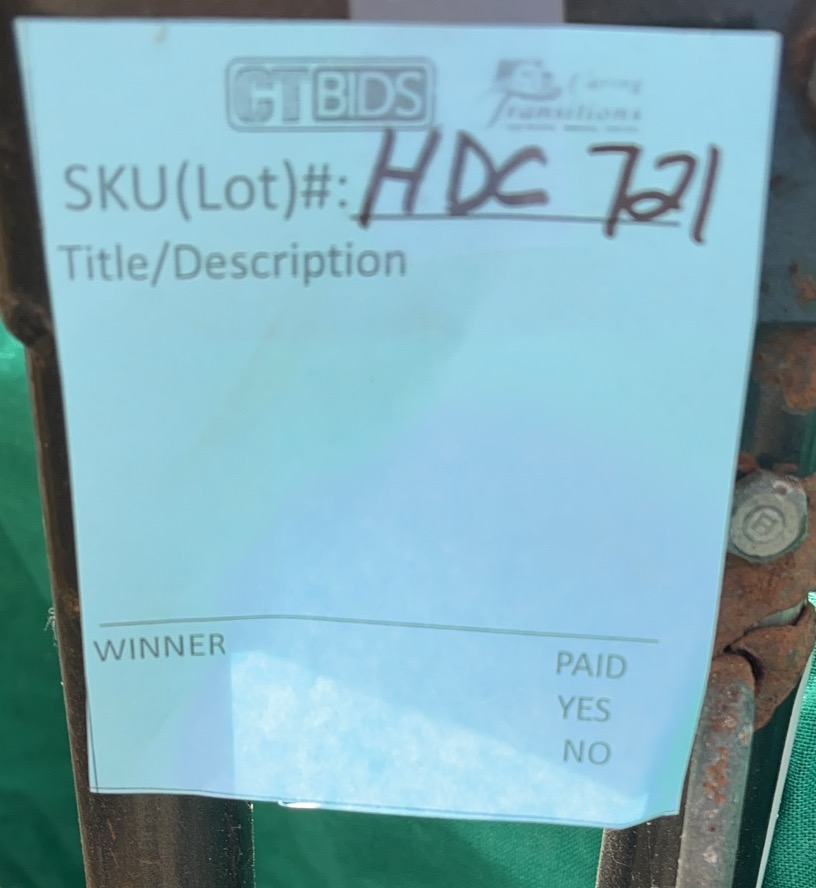 CTBIDS
Caring
Transitions
SKU(Lot)#: HDC 721
Title/Description
WINNER
PAID
YES
NO